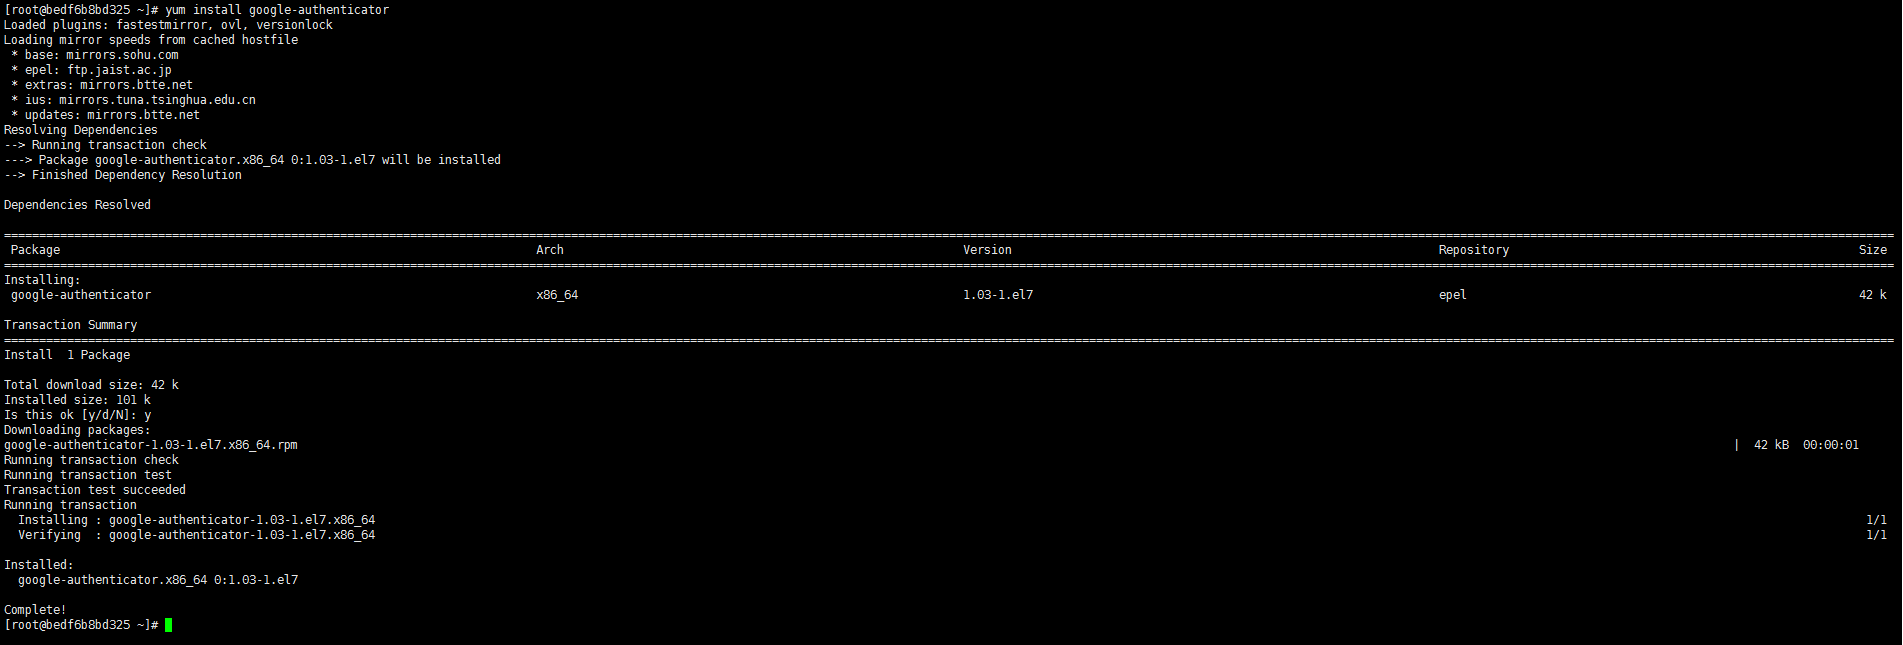 [root@bedf6b8bd325 ~]# yum install google-authenticator
Loaded plugins: fastestmirror, ovl, versionlock
Loading mirror speeds from cached hostfile
 * base: mirrors.sohu.com
 * epel: ftp.jaist.ac.jp
 * extras: mirrors.btte.net
 * ius: mirrors.tuna.tsinghua.edu.cn
 * updates: mirrors.btte.net
Resolving Dependencies
--> Running transaction check
---> Package google-authenticator.x86_64 0:1.03-1.el7 will be installed
--> Finished Dependency Resolution
Dependencies Resolved
Package Arch Version Repository Size
Installing:
google-authenticator x86_64 1.03-1.el7 epel 42 k
Transaction Summary
Install  1 Package
Total download size: 42 k
Installed size: 101 k
Is this ok [y/d/N]: y
Downloading packages:
google-authenticator-1.03-1.el7.x86_64.rpm | 42 kB 00:00:01
Running transaction check
Running transaction test
Transaction test succeeded
Running transaction
  Installing : google-authenticator-1.03-1.el7.x86_64 1/1
  Verifying  : google-authenticator-1.03-1.el7.x86_64 1/1
Installed:
  google-authenticator.x86_64 0:1.03-1.el7
Complete!
[root@bedf6b8bd325 ~]#